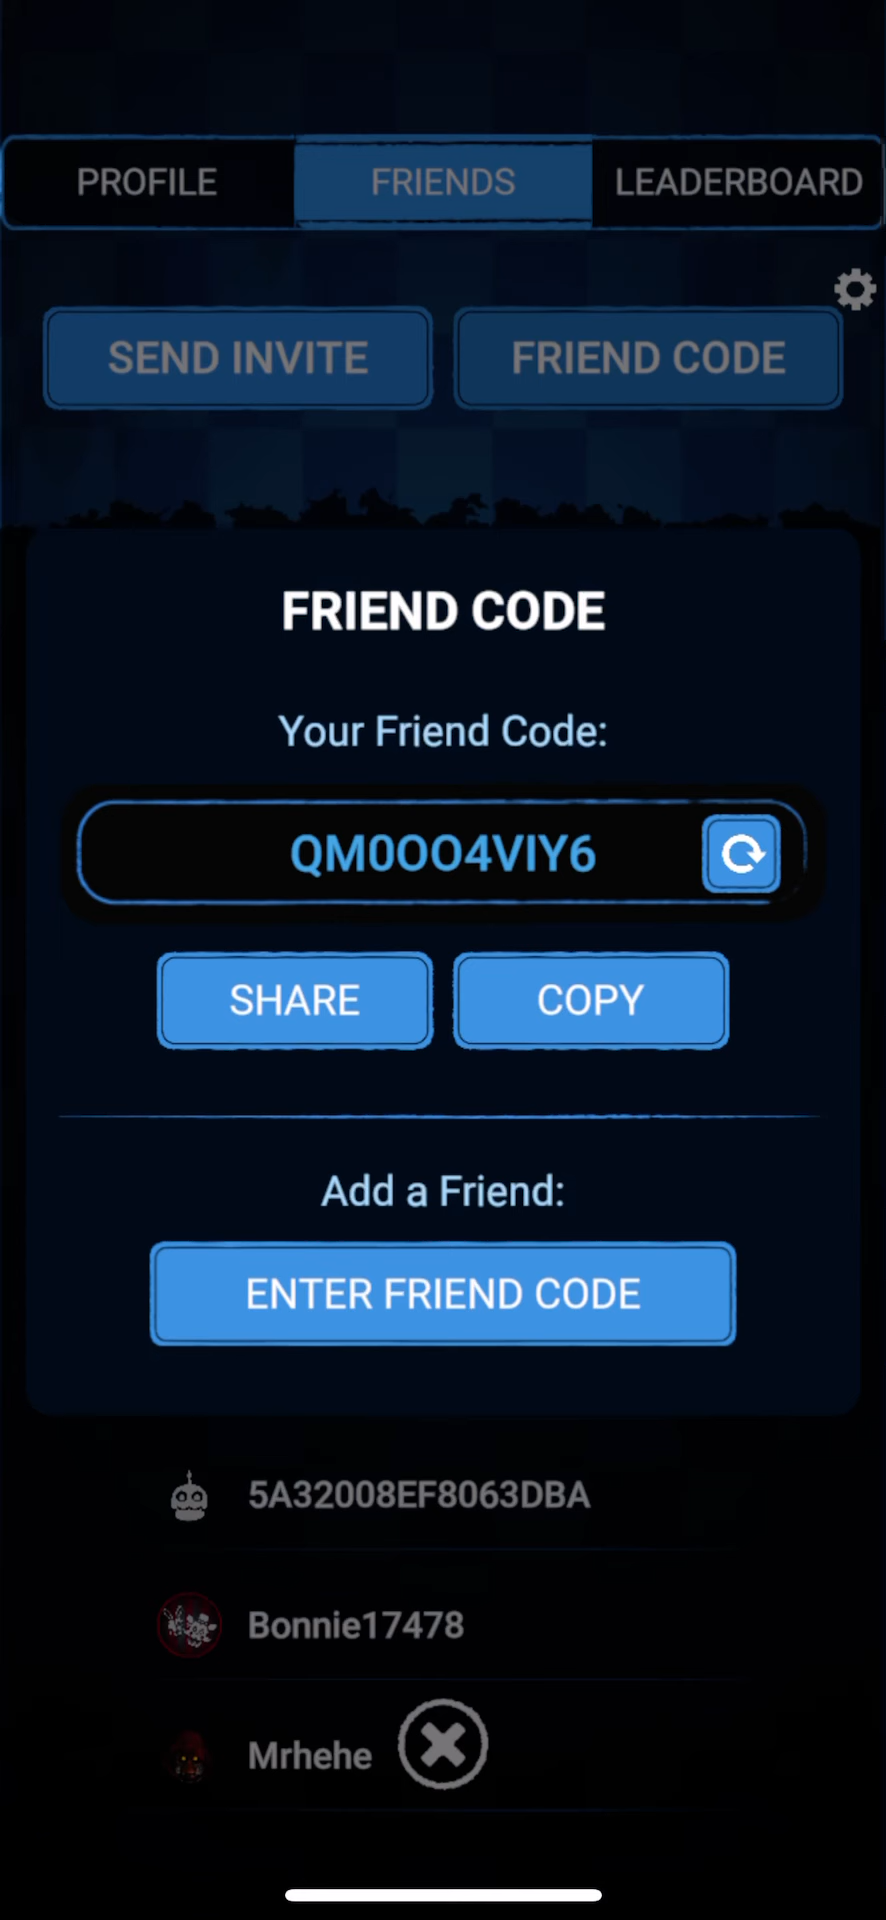 PROFILE FRIENDS LEADERBOARD
SEND INVITE FRIEND CODE
FRIEND CODE
Your Friend Code:
QM0OO4VIY6
SHARE COPY
Add a Friend:
ENTER FRIEND CODE
5A32008EF8063DBA
Bonnie17478
Mrhehe